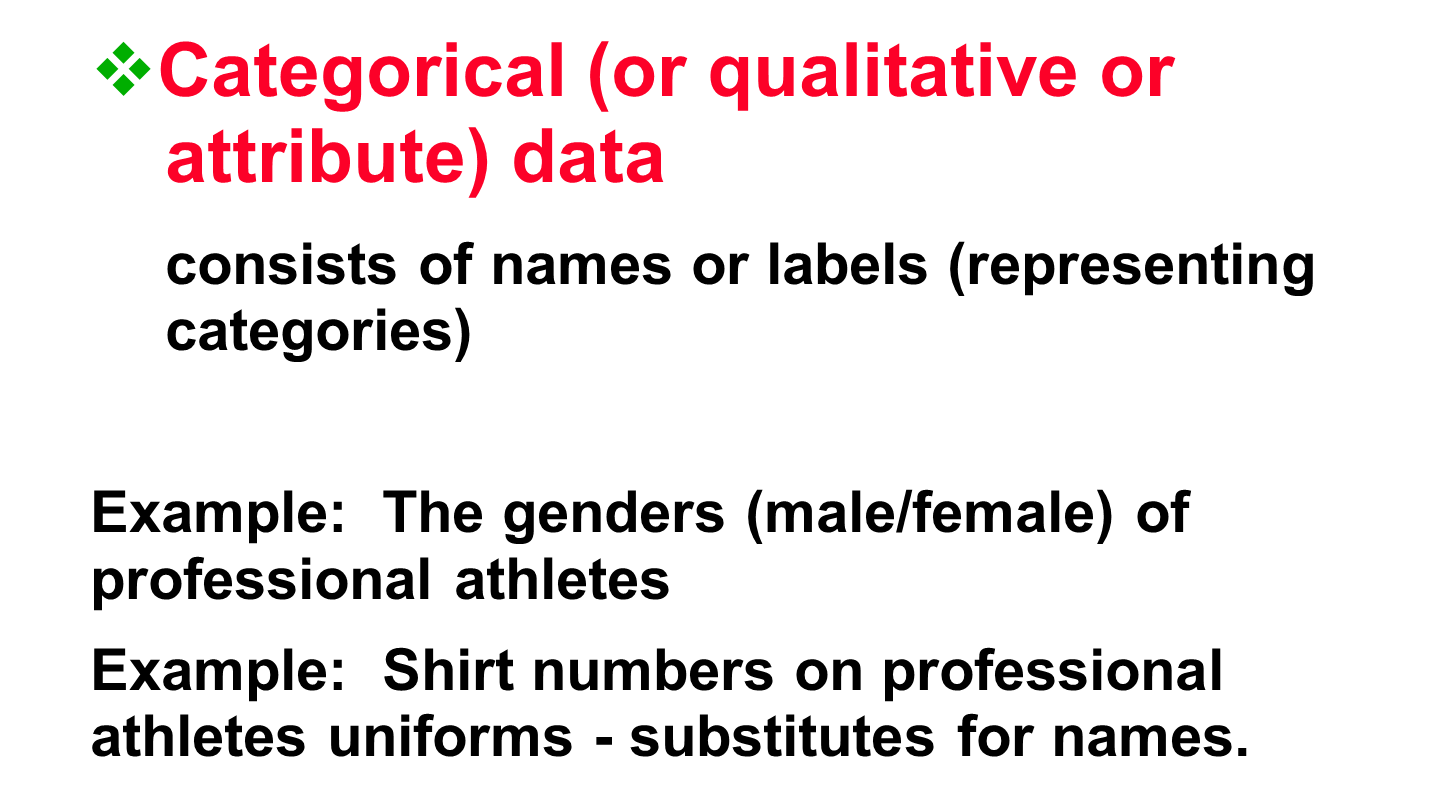 ❖Categorical (or qualitative or
attribute) data
consists of names or labels (representing
categories)
Example: The genders (male/female) of
professional athletes
Example: Shirt numbers on professional
athletes uniforms - substitutes for names.